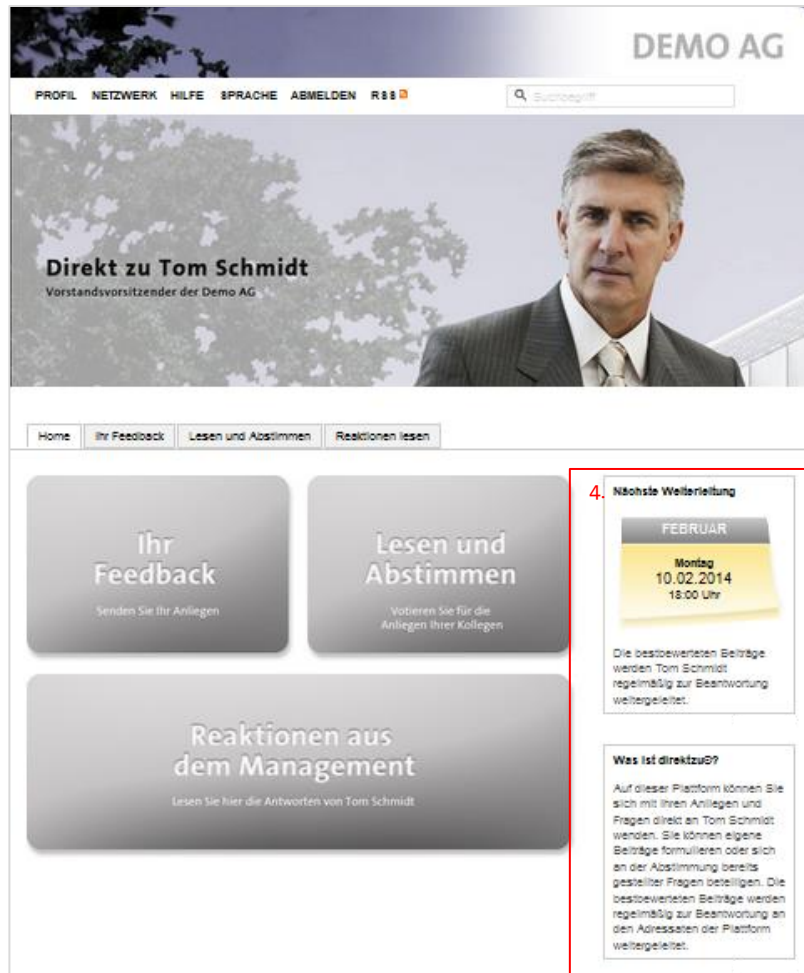 DEMO AG
PROFIL NETZWERK HILFE SPRACHE ABMELDEN RSS
Suchbegriff
Direkt zu Tom Schmidt
Vorstandsvorsitzender der Demo AG
Home Ihr Feedback Lesen und Abstimmen Reaktionen lesen
Ihr
Feedback
Senden Sie Ihr Anliegen
Lesen und
Abstimmen
Votieren Sie für die
Anliegen Ihrer Kollegen
Reaktionen aus
dem Management
Lesen Sie hier die Antworten von Tom Schmidt
4.
Nächste Weiterleitung
FEBRUAR
Montag
10.02.2014
18:00 Uhr
Die bestbewerteten Beiträge
werden Tom Schmidt
regelmäßig zur Beantwortung
weitergeleitet.
Was ist direktzu©?
Auf dieser Plattform können Sie
sich mit Ihren Anliegen und
Fragen direkt an Tom Schmidt
wenden. Sie können eigene
Beiträge formulieren oder sich
an der Abstimmung bereits
gestellter Fragen beteiligen. Die
bestbewerteten Beiträge werden
regelmäßig zur Beantwortung an
den Adressaten der Plattform
weitergeleitet.